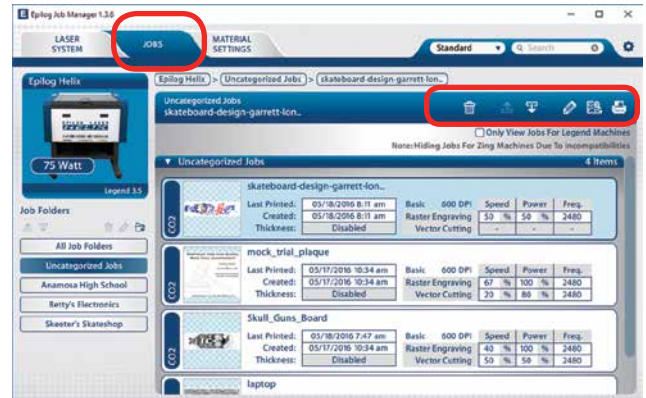 Epilog Job Manager 1.3.6
LASER SYSTEM
JOBS
MATERIAL SETTINGS
Standard
Search
Epilog Helix
75 Watt
Legend 3.5
Job Folders
All Job Folders
Uncategorized Jobs
Anamosa High School
Betty's Electronics
Skeeter's Skateshop
Epilog Helix > Uncategorized Jobs > skateboard-design-garrett-lon..
Uncategorized Jobs
skateboard-design-garrett-lon..
Only View Jobs For Legend Machines
Note:Hiding Jobs For Zing Machines Due To Incompatibilities
Uncategorized Jobs 4 Items
CO2
skateboard-design-garrett-lon..
Last Printed: 05/18/2016 8:11 am Basic 600 DPI Speed Power Freq.
Created: 05/18/2016 8:11 am Raster Engraving 50 % 50 % 2480
Thickness: Disabled Vector Cutting - - -
CO2
mock_trial_plaque
Last Printed: 05/17/2016 10:34 am Basic 600 DPI Speed Power Freq.
Created: 05/17/2016 10:34 am Raster Engraving 67 % 100 % 2480
Thickness: Disabled Vector Cutting 20 % 80 % 2480
CO2
Skull_Guns_Board
Last Printed: 05/18/2016 7:47 am Basic 600 DPI Speed Power Freq.
Created: 05/17/2016 10:34 am Raster Engraving 40 % 100 % 2480
Thickness: Disabled Vector Cutting 50 % 50 % 2480
laptop